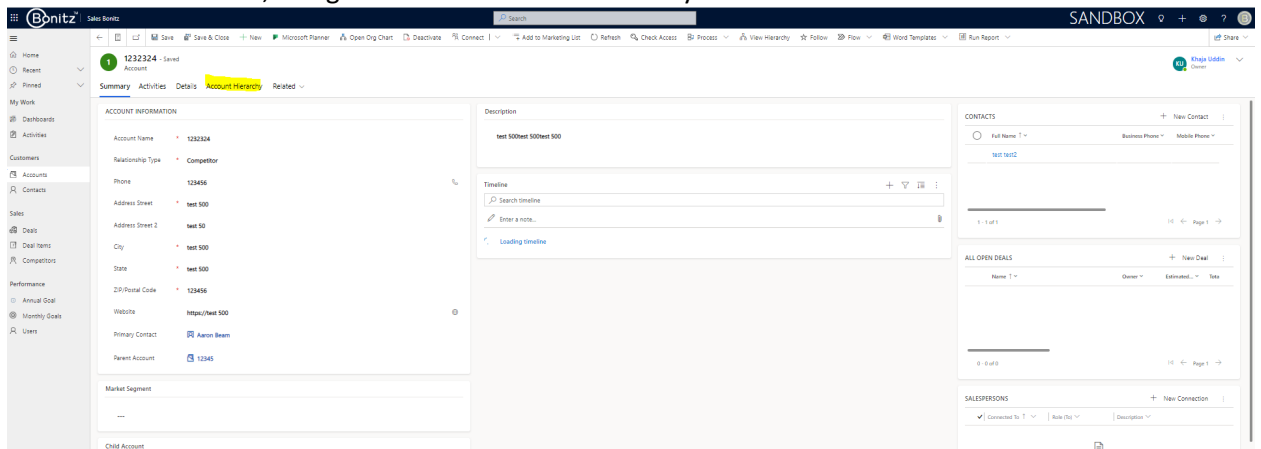 Bonitz Sales Bonitz Search SANDBOX
Save Save & Close New Microsoft Planner Open Org Chart Deactivate Connect Add to Marketing List Refresh Check Access Process View Hierarchy Follow Flow Word Templates Run Report Share
Home
Recent
Pinned
My Work
Dashboards
Activities
Customers
Accounts
Contacts
Sales
Deals
Deal Items
Competitors
Performance
Annual Goal
Monthly Goals
Users
1 1232324 - Saved
Account
KU Khaja Uddin
Owner
Summary Activities Details Account Hierarchy Related
ACCOUNT INFORMATION
Account Name * 1232324
Relationship Type * Competitor
Phone 123456
Address Street * test 500
Address Street 2 test 50
City * test 500
State * test 500
ZIP/Postal Code * 123456
Website https://test 500
Primary Contact Aaron Beam
Parent Account 12345
Market Segment
---
Child Account
Description
test 500test 500test 500
Timeline
Search timeline
Enter a note...
Loading timeline
CONTACTS + New Contact
Full Name ↑ Business Phone Mobile Phone
test test2
1 - 1 of 1 Page 1
ALL OPEN DEALS + New Deal
Name ↑ Owner Estimated... Tota
0 - 0 of 0 Page 1
SALESPERSONS + New Connection
Connected To ↑ Role (To) Description